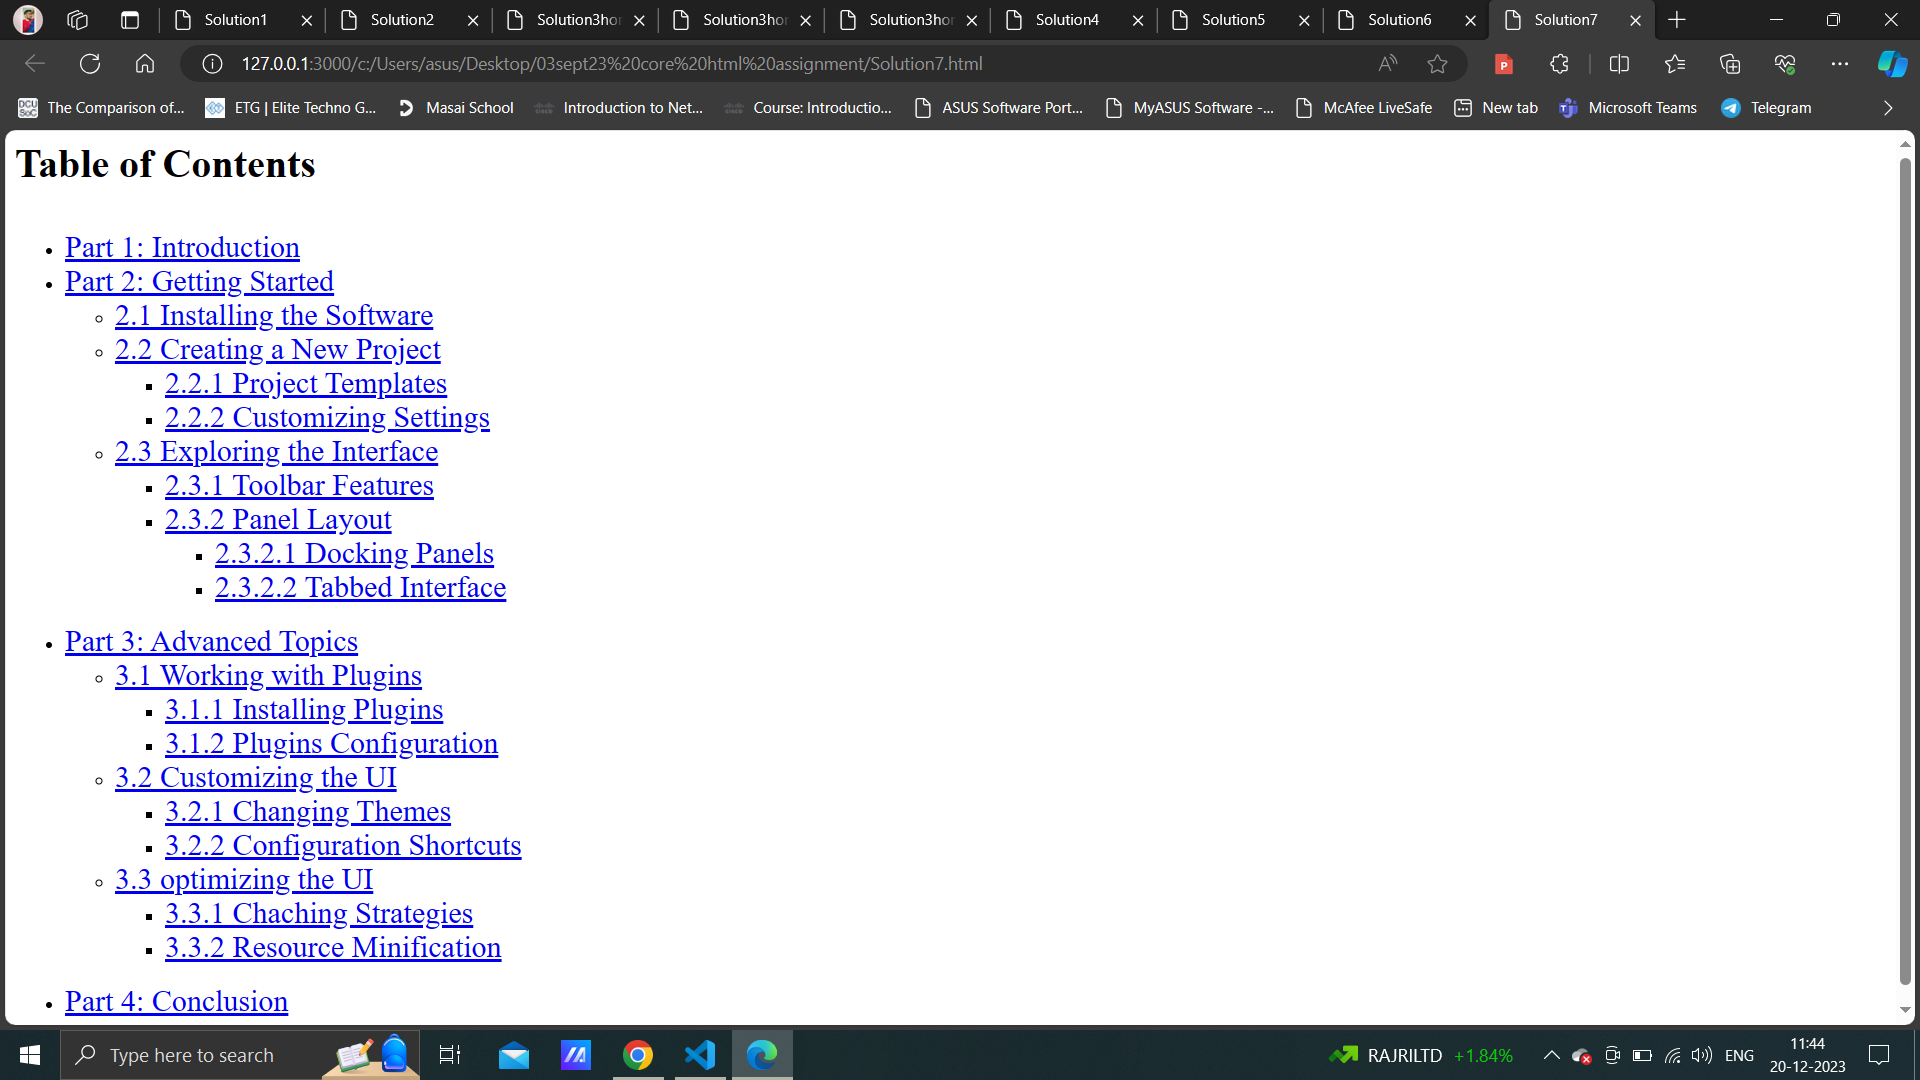 Solution1
Solution2
Solution3hor
Solution3hor
Solution3hor
Solution4
Solution5
Solution6
Solution7
127.0.0.1:3000/c:/Users/asus/Desktop/03sept23%20core%20html%20assignment/Solution7.html
The Comparison of...
ETG | Elite Techno G...
Masai School
Introduction to Net...
Course: Introductio...
ASUS Software Port...
MyASUS Software -...
McAfee LiveSafe
New tab
Microsoft Teams
Telegram
Table of Contents
Part 1: Introduction
Part 2: Getting Started
2.1 Installing the Software
2.2 Creating a New Project
2.2.1 Project Templates
2.2.2 Customizing Settings
2.3 Exploring the Interface
2.3.1 Toolbar Features
2.3.2 Panel Layout
2.3.2.1 Docking Panels
2.3.2.2 Tabbed Interface
Part 3: Advanced Topics
3.1 Working with Plugins
3.1.1 Installing Plugins
3.1.2 Plugins Configuration
3.2 Customizing the UI
3.2.1 Changing Themes
3.2.2 Configuration Shortcuts
3.3 optimizing the UI
3.3.1 Chaching Strategies
3.3.2 Resource Minification
Part 4: Conclusion
Type here to search
RAJRILTD +1.84%
ENG
11:44
20-12-2023